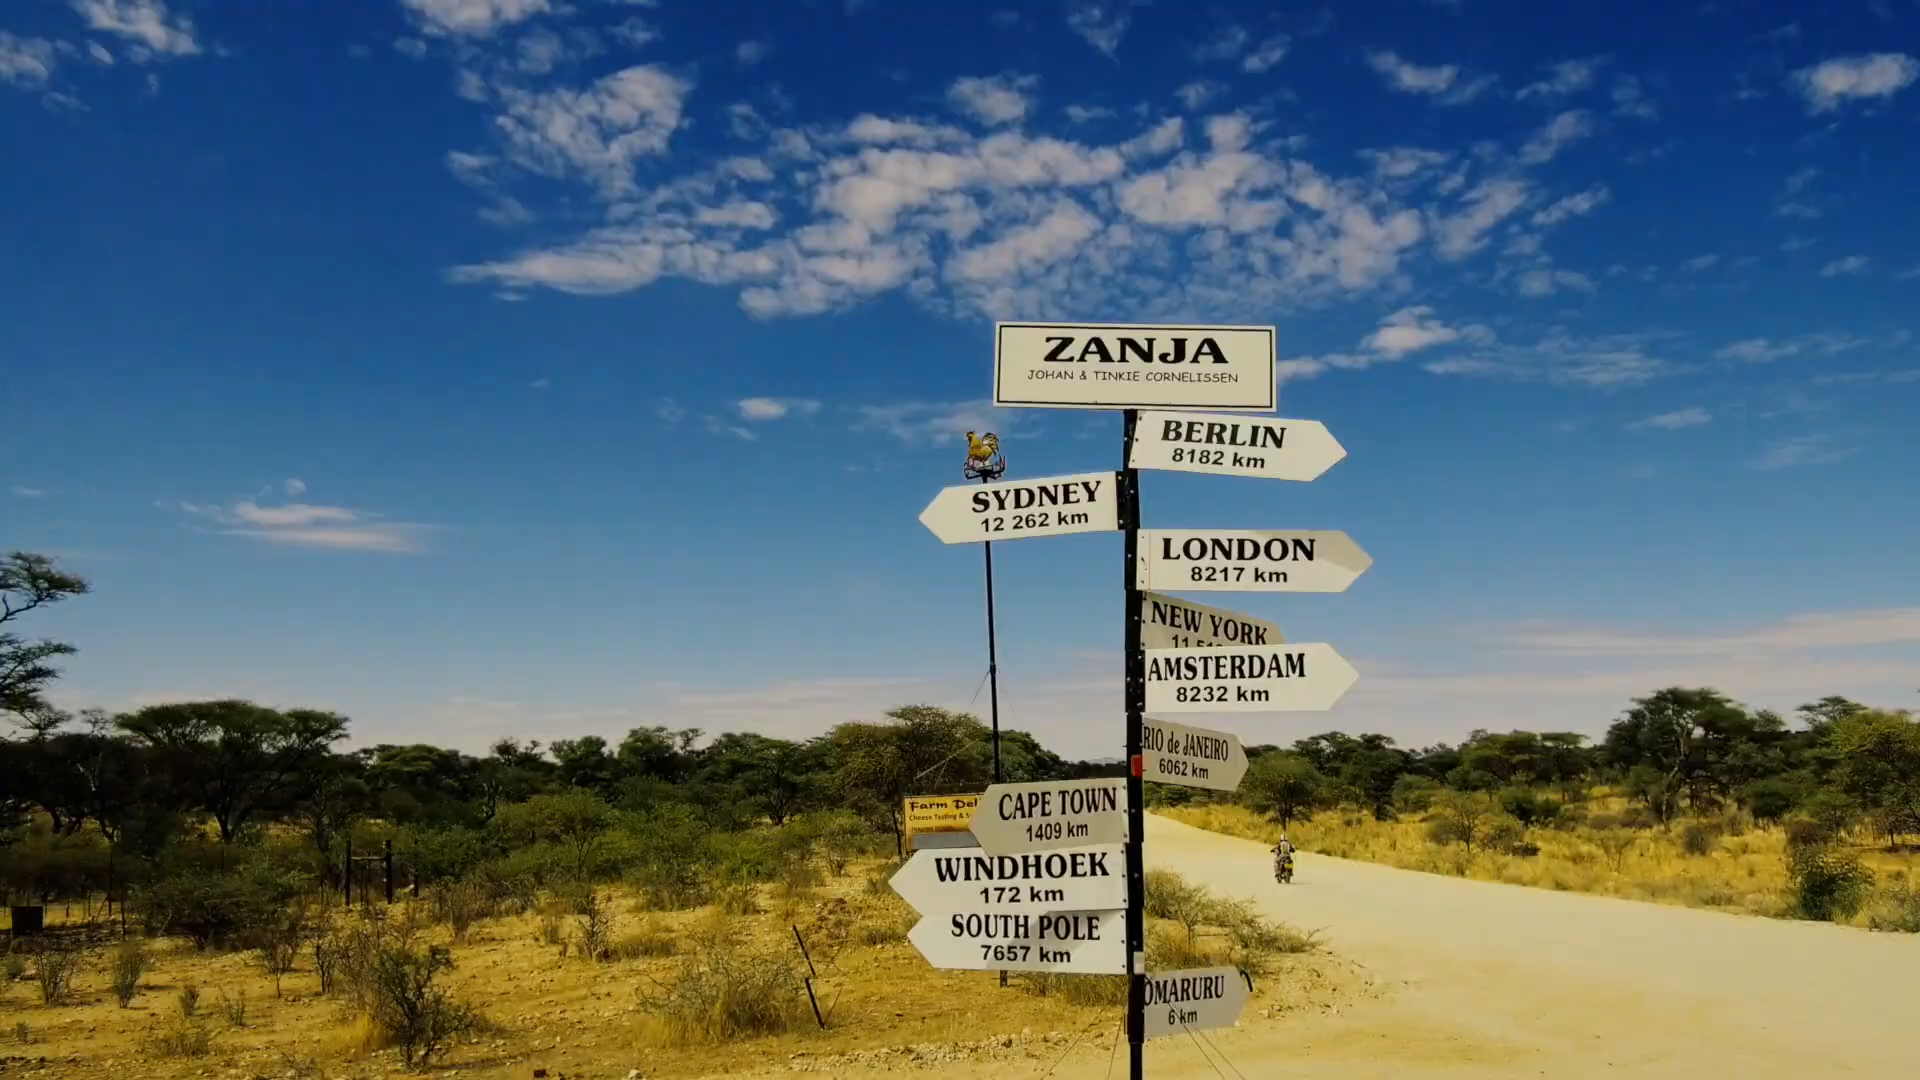 ZANJA
JOHAN & TINKIE CORNELISSEN
BERLIN
8182 km
SYDNEY
12 262 km
LONDON
8217 km
NEW YORK
AMSTERDAM
8232 km
RIO de JANEIRO
6062 km
Farm
Cheese Tasting &
CAPE TOWN
1409 km
WINDHOEK
172 km
SOUTH POLE
7657 km
OMARURU
6 km